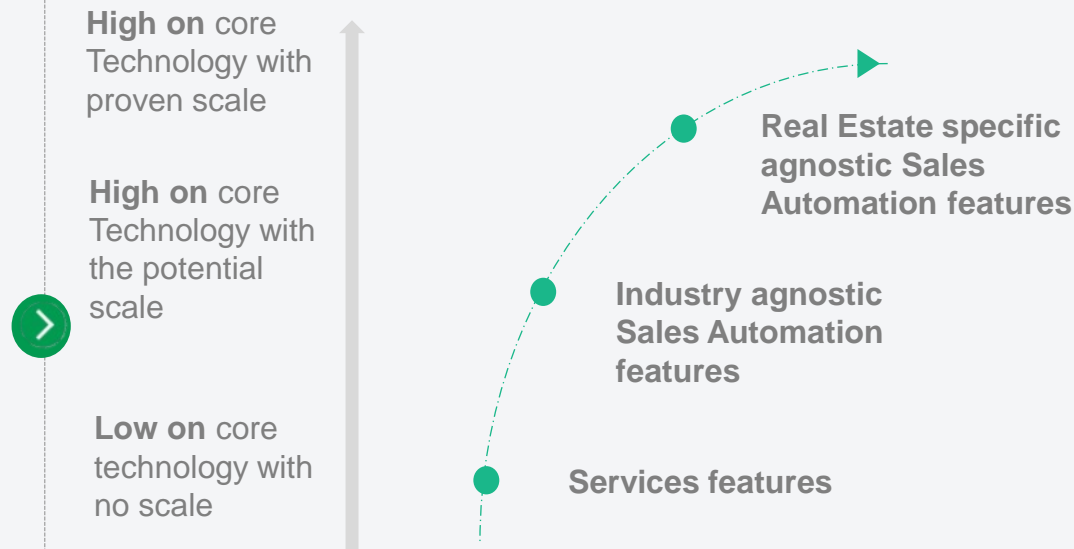 High on core
Technology with
proven scale
High on core
Technology with
the potential
scale
Low on core
technology with
no scale
Real Estate specific
agnostic Sales
Automation features
Industry agnostic
Sales Automation
features
Services features